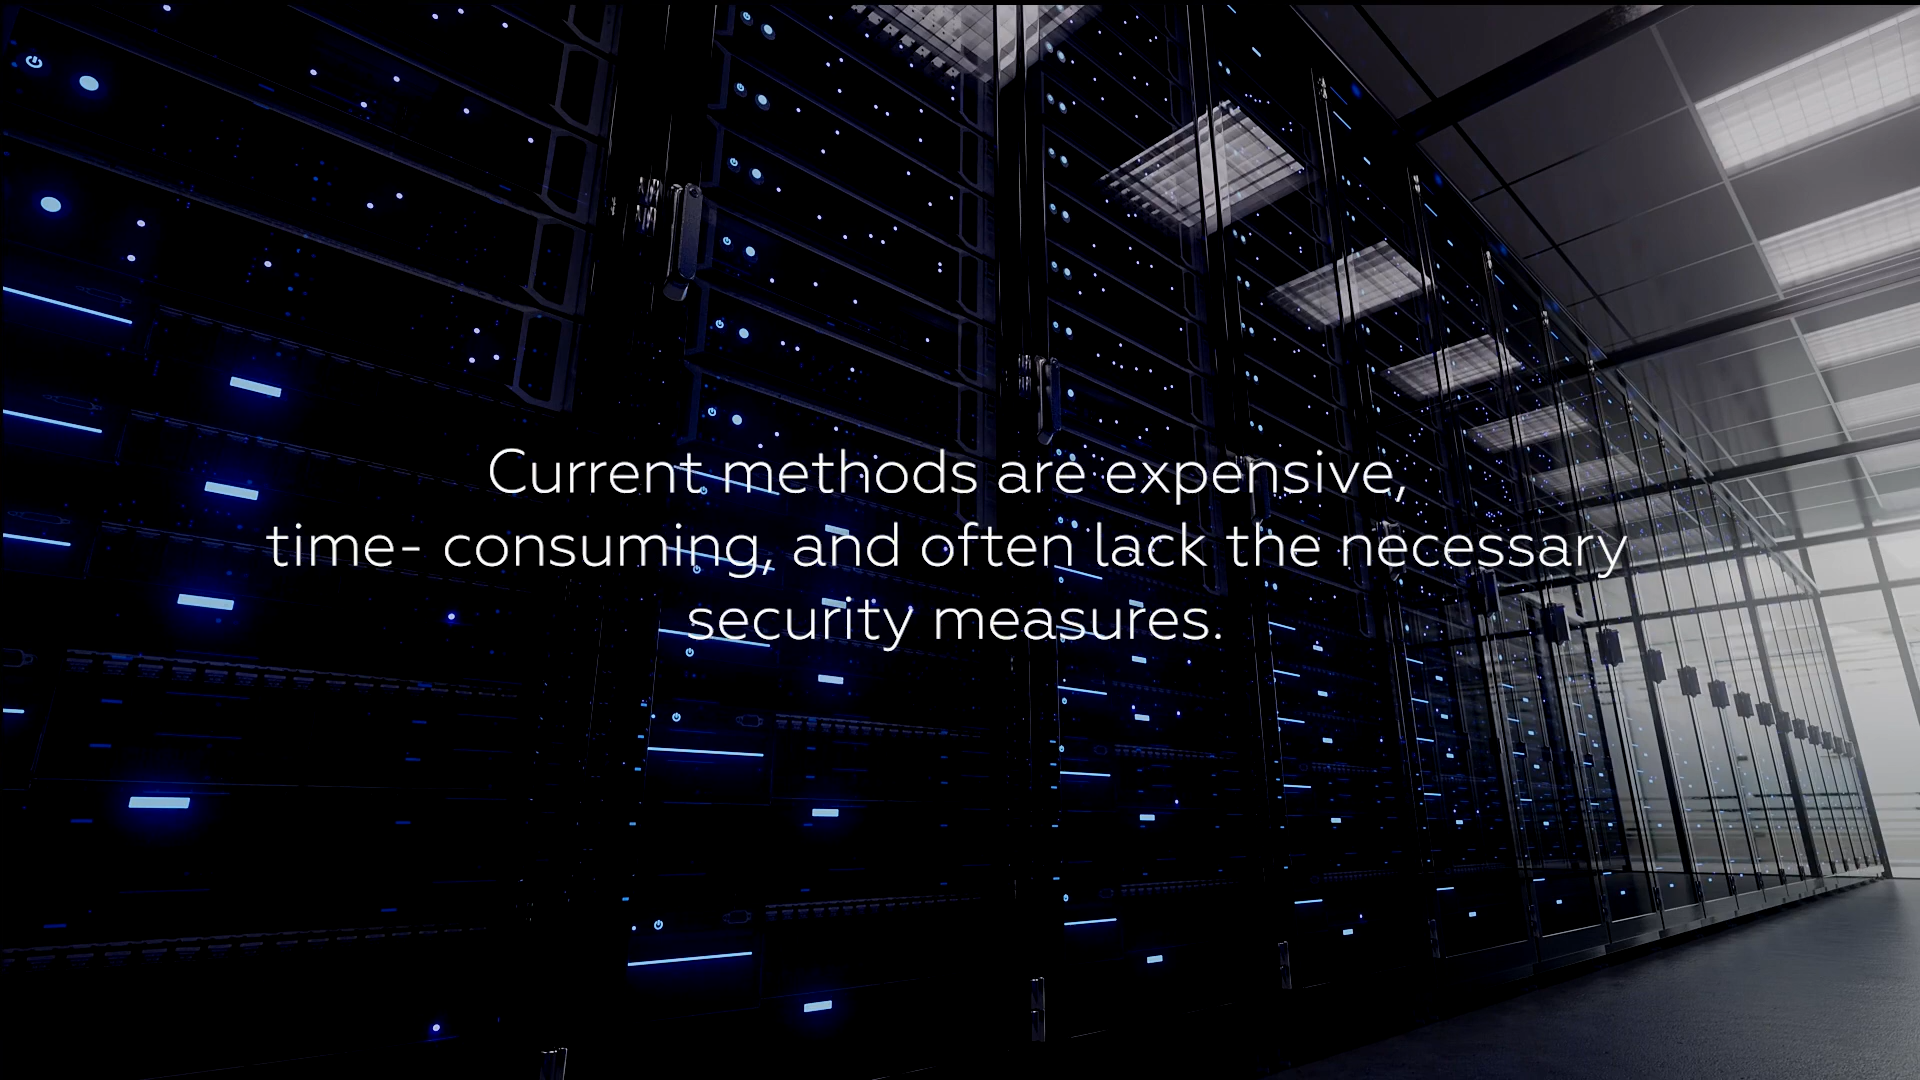 Current methods are expensive,
time- consuming, and often lack the necessary
security measures.